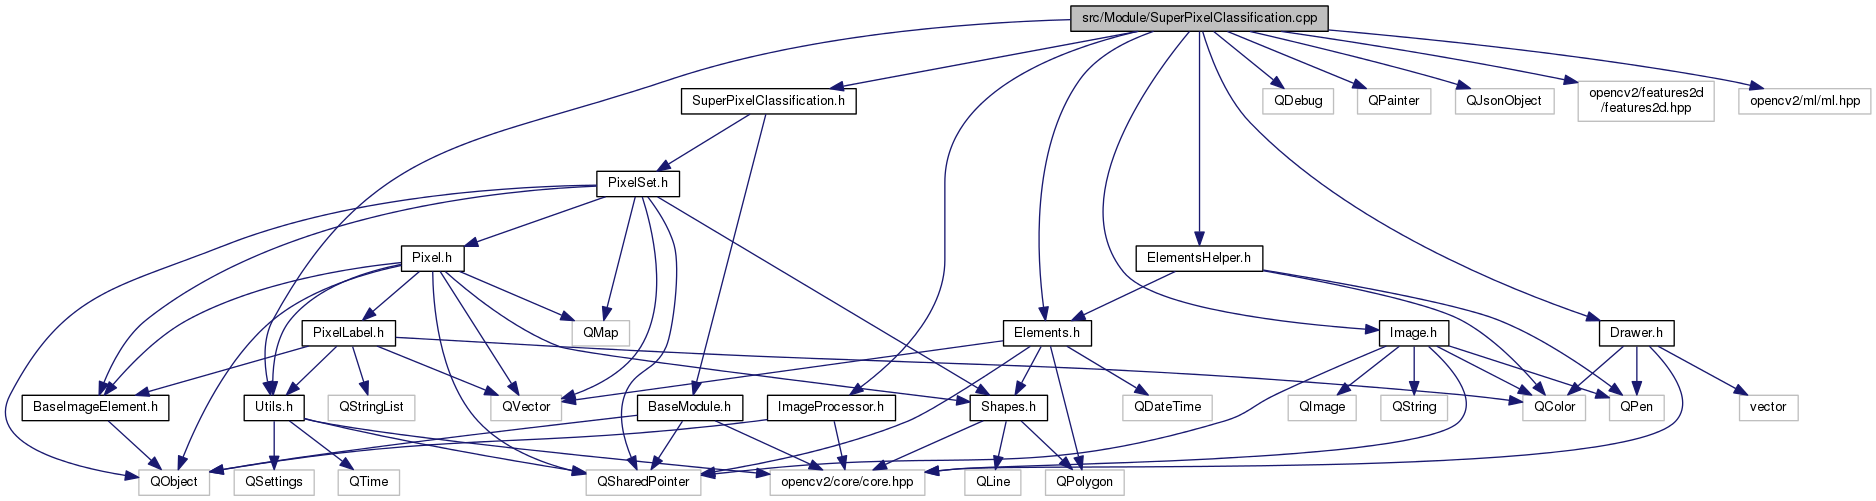 src/Module/SuperPixelClassification.cpp
SuperPixelClassification.h
QDebug
QPainter
QJsonObject
opencv2/features2d
/features2d.hpp
opencv2/ml/ml.hpp
PixelSet.h
Pixel.h
ElementsHelper.h
PixelLabel.h
QMap
Elements.h
Image.h
Drawer.h
BaseImageElement.h
Utils.h
QStringList
QVector
BaseModule.h
ImageProcessor.h
Shapes.h
QDateTime
QImage
QString
QColor
QPen
vector
QObject
QSettings
QTime
QSharedPointer
opencv2/core/core.hpp
QLine
QPolygon